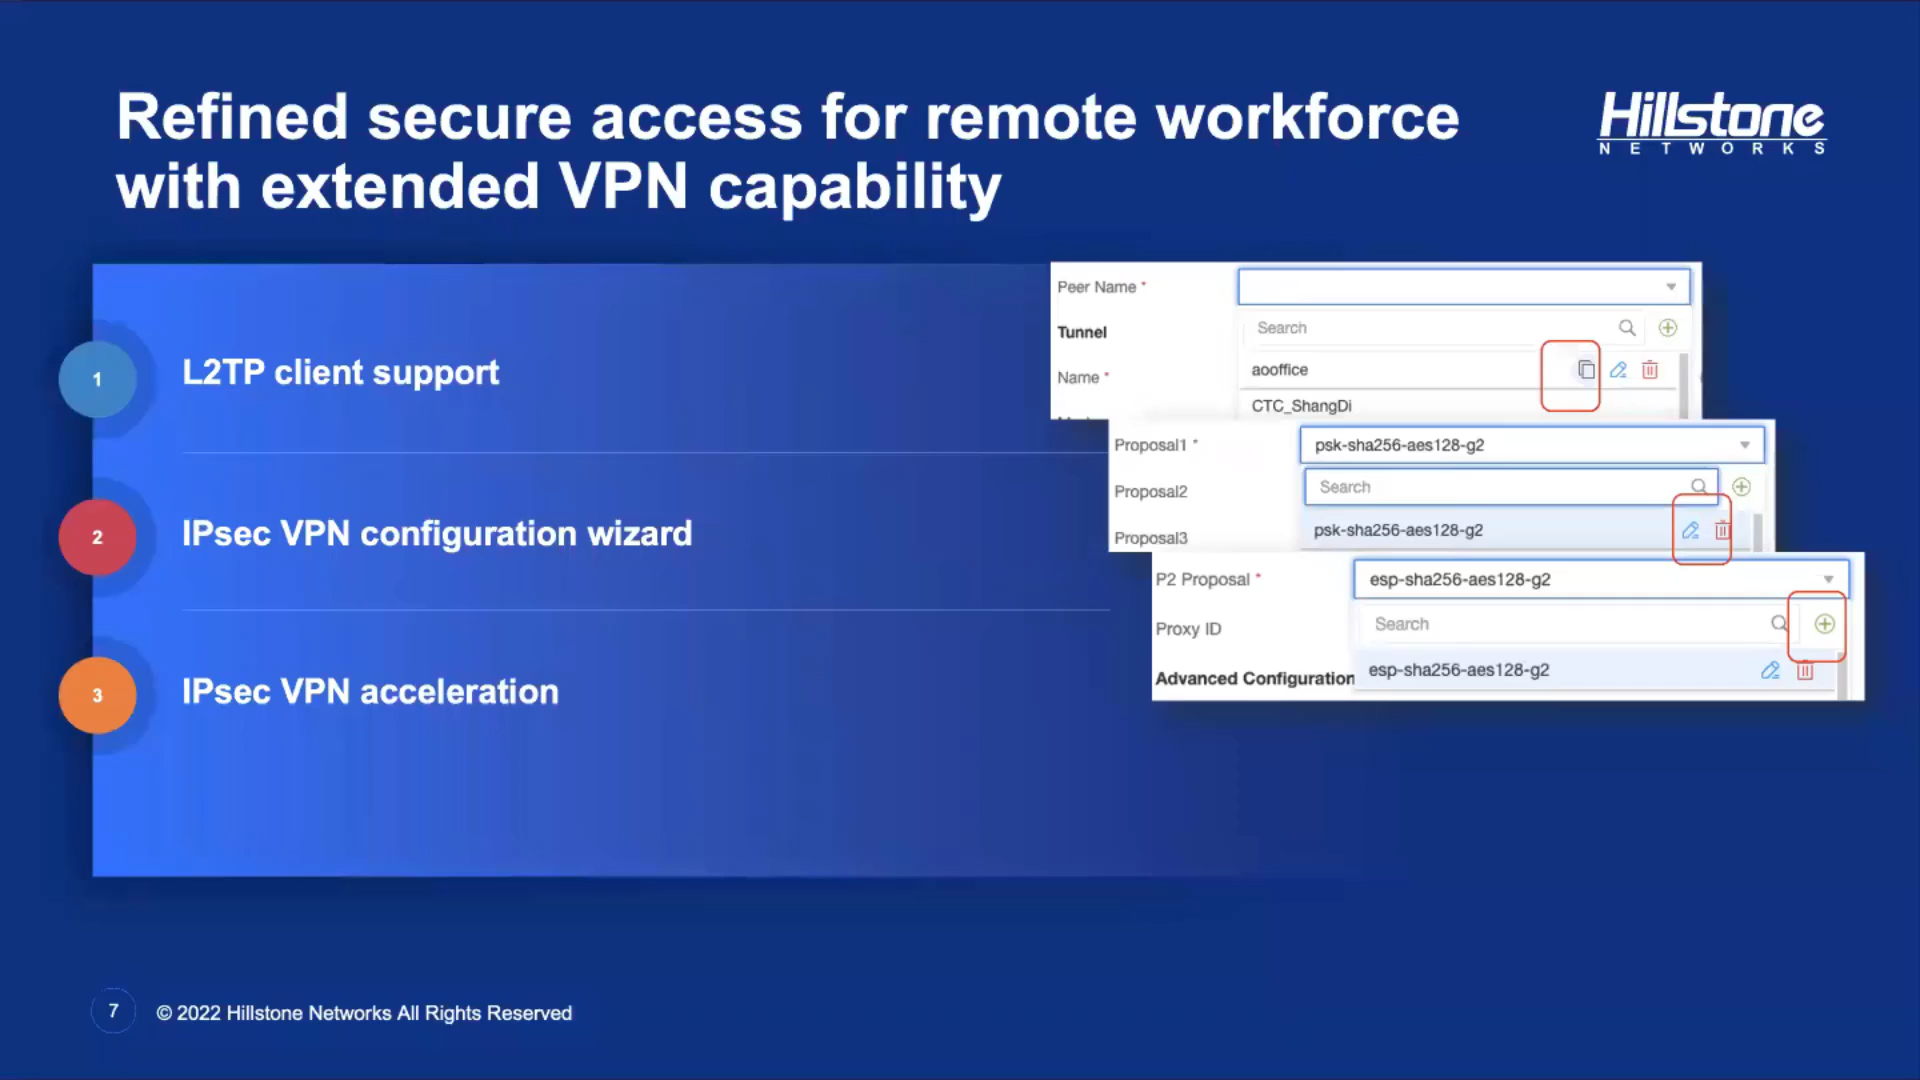 Refined secure access for remote workforce
with extended VPN capability
Hillstone
NETWORKS
1
L2TP client support
2
IPsec VPN configuration wizard
3
IPsec VPN acceleration
Peer Name *
Search
Tunnel
aooffice
Name *
CTC_ShangDi
Proposal1 *
psk-sha256-aes128-g2
Search
Proposal2
psk-sha256-aes128-g2
Proposal3
P2 Proposal *
esp-sha256-aes128-g2
Search
Proxy ID
esp-sha256-aes128-g2
Advanced Configuration
7
© 2022 Hillstone Networks All Rights Reserved